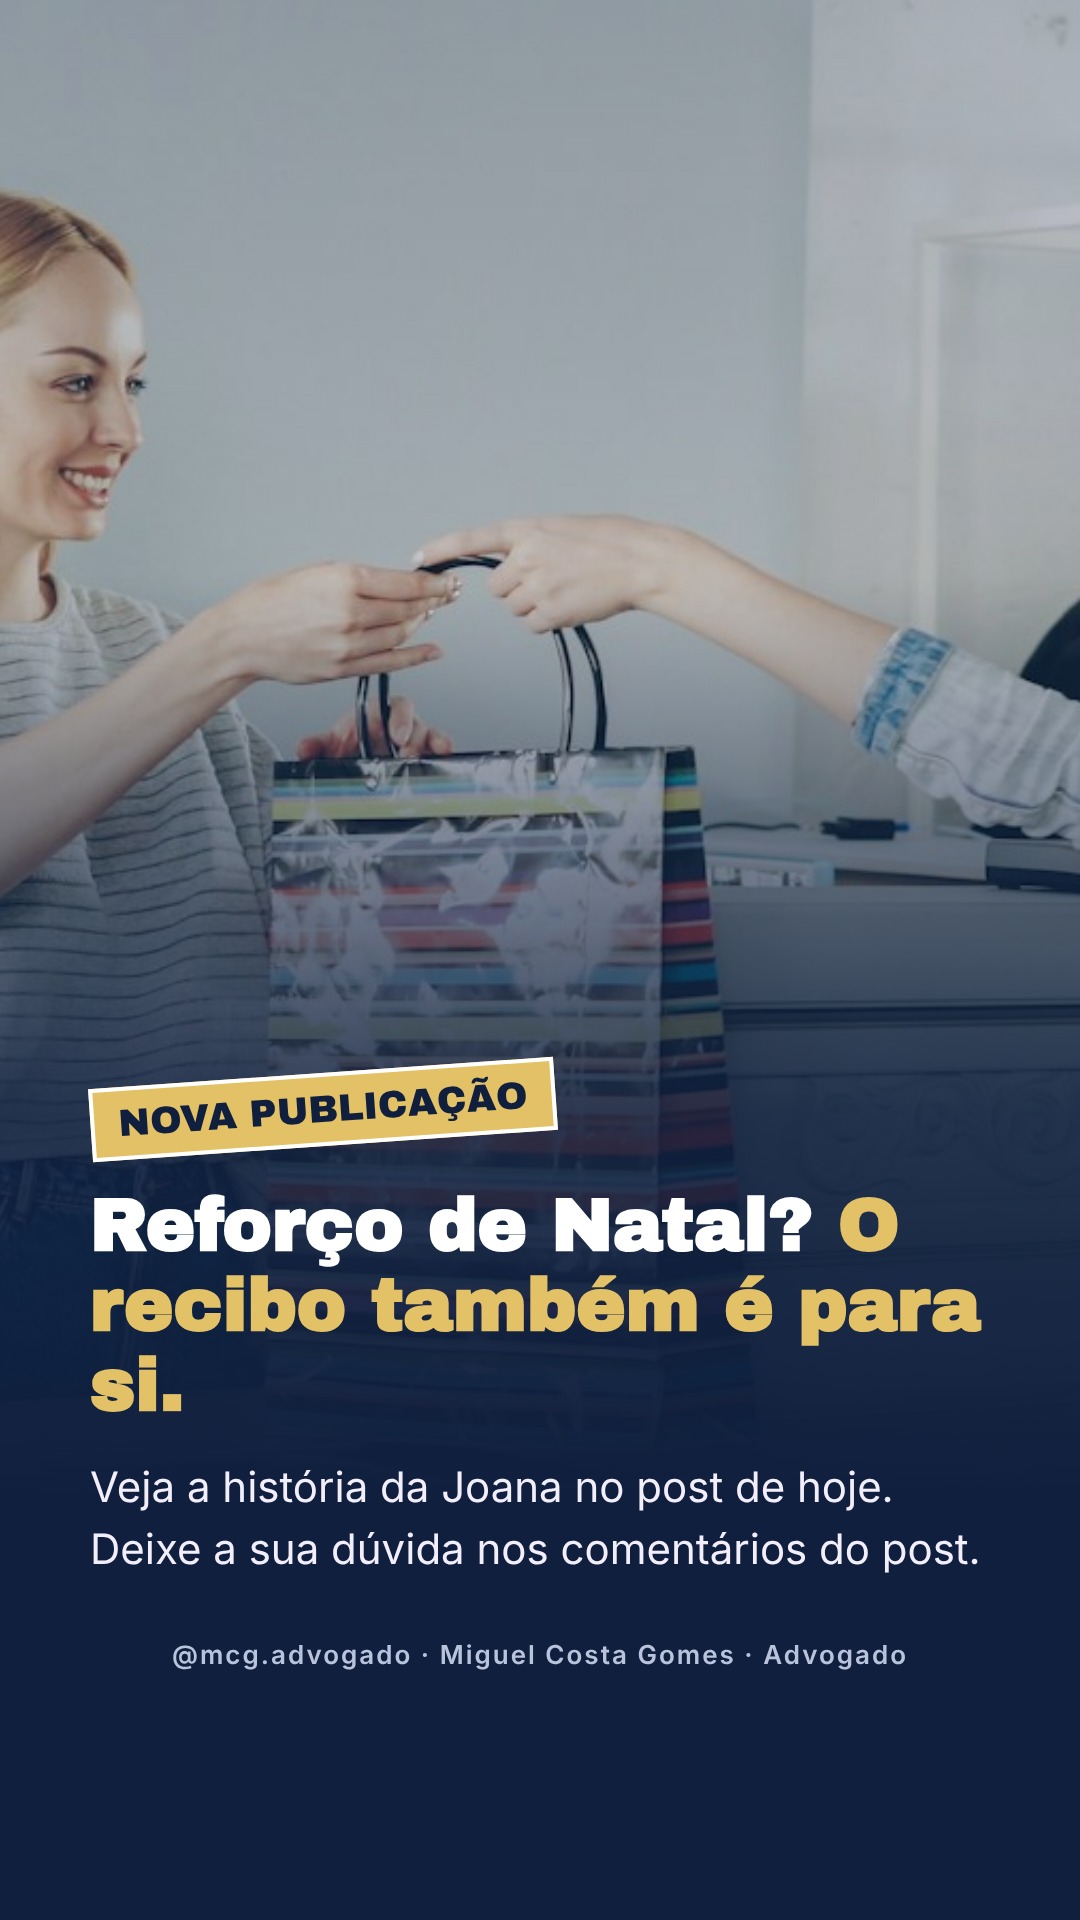 NOVA PUBLICAÇÃO
Reforço de Natal? O
recibo também é para
si.
Veja a história da Joana no post de hoje.
Deixe a sua dúvida nos comentários do post.
@mcg.advogado · Miguel Costa Gomes · Advogado